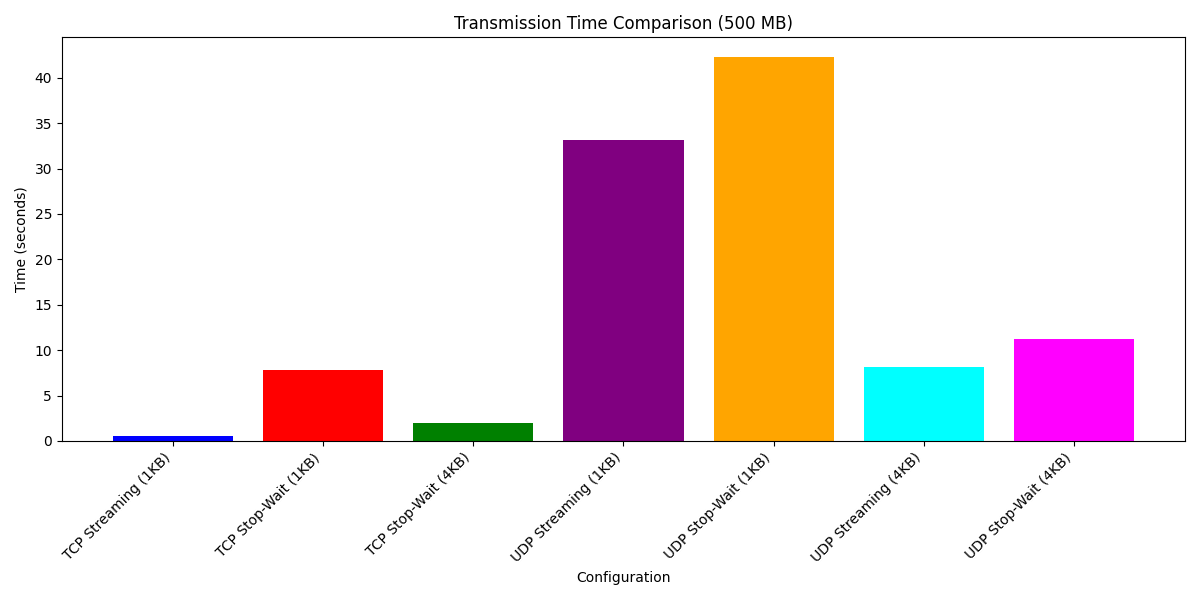 Transmission Time Comparison (500 MB)
Time (seconds)
40
35
30
25
20
15
10
5
0
TCP Streaming (1KB)
TCP Stop-Wait (1KB)
TCP Stop-Wait (4KB)
UDP Streaming (1KB)
UDP Stop-Wait (1KB)
UDP Streaming (4KB)
UDP Stop-Wait (4KB)
Configuration